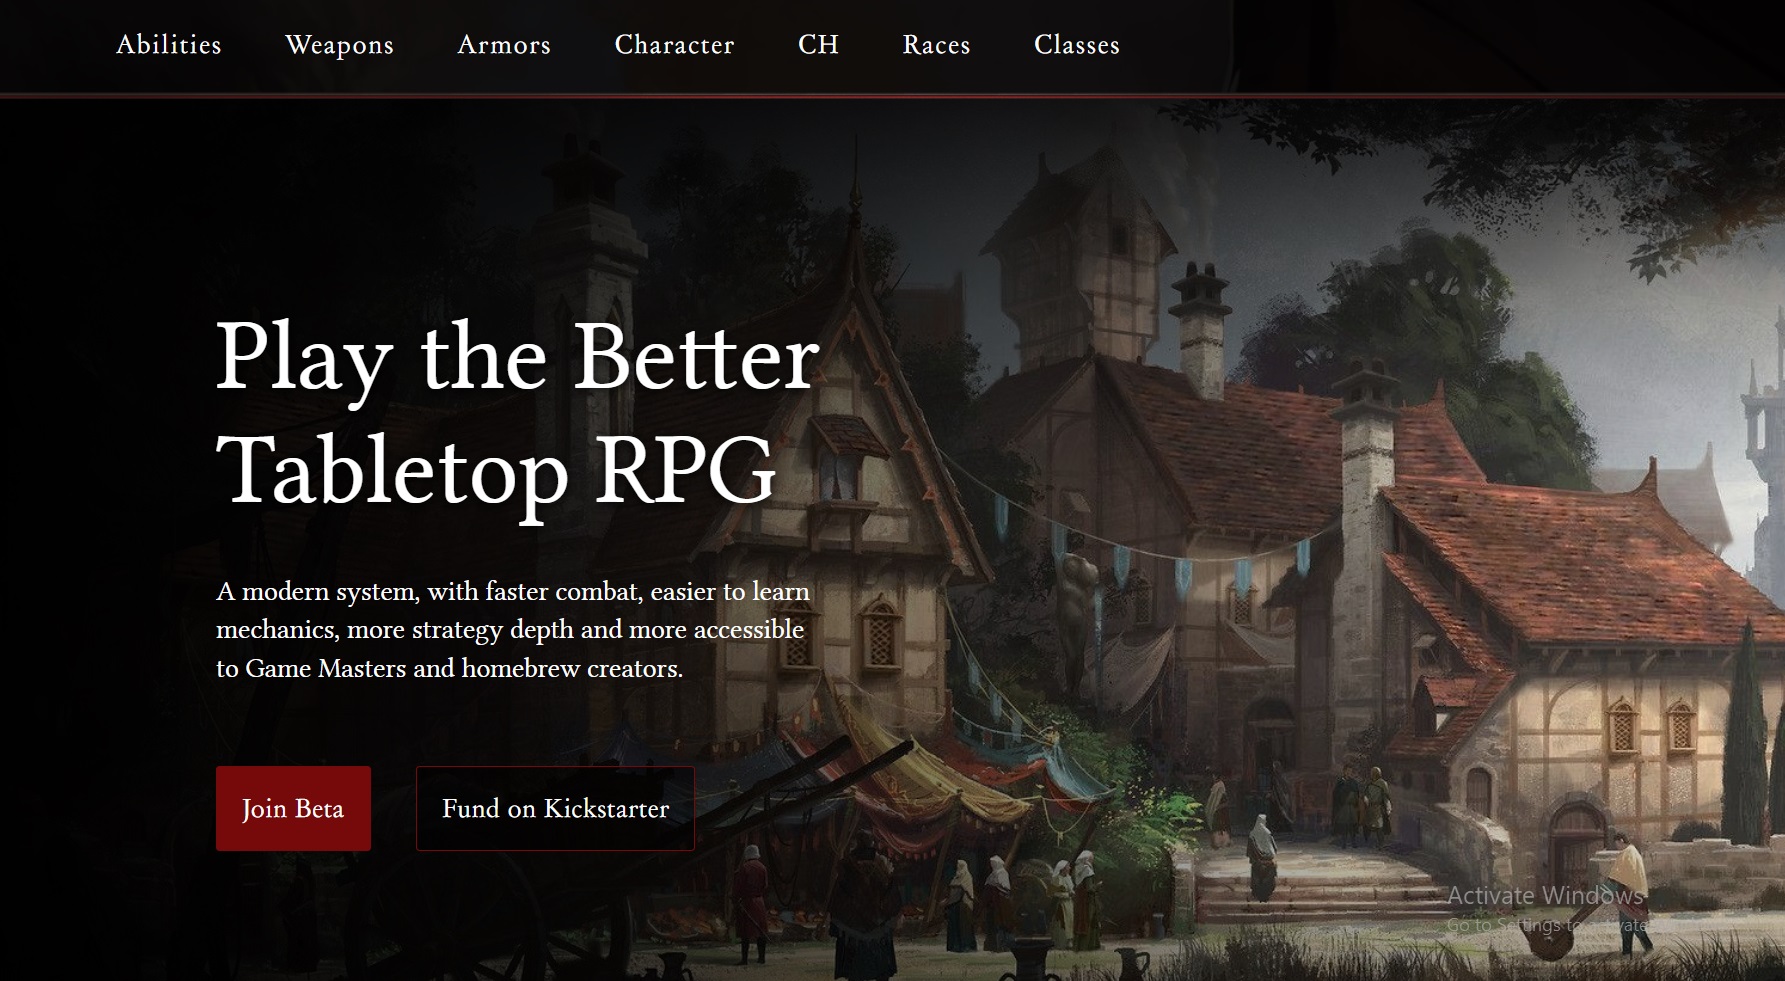 Abilities Weapons Armors Character CH Races Classes
Play the Better
Tabletop RPG
A modern system, with faster combat, easier to learn
mechanics, more strategy depth and more accessible
to Game Masters and homebrew creators.
Join Beta Fund on Kickstarter
Activate Windows
Go to Settings to activate